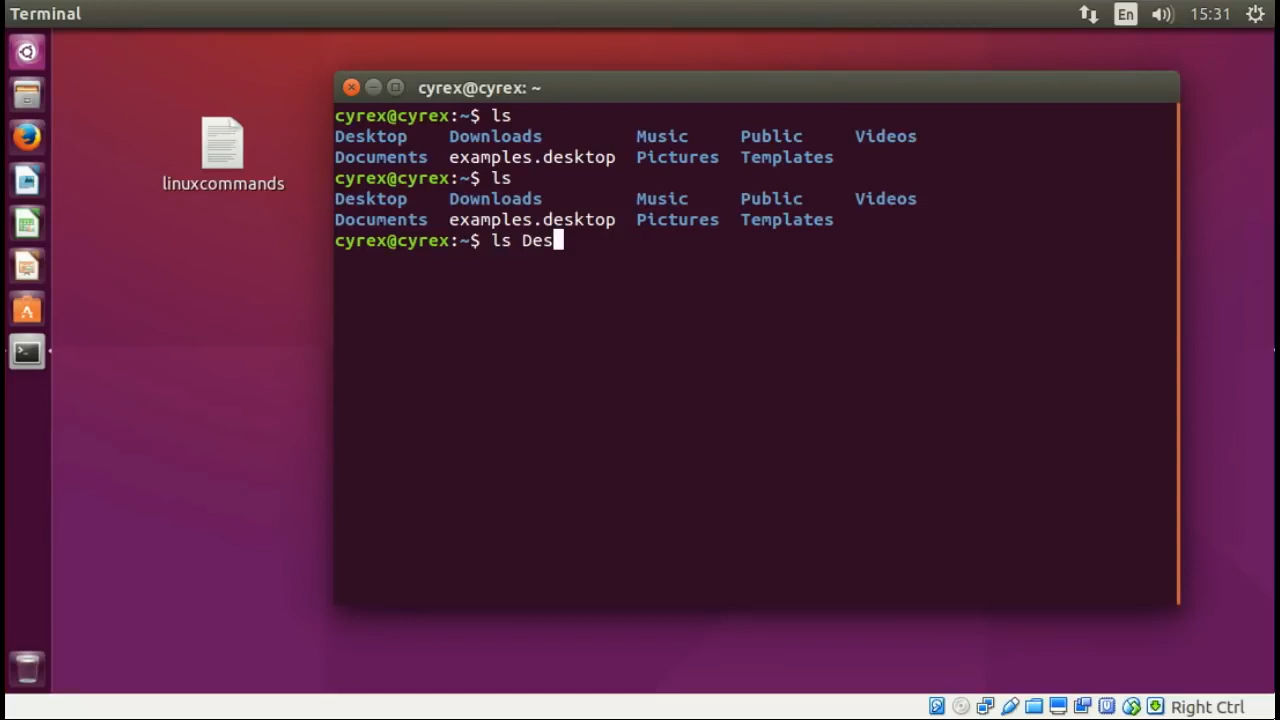 Terminal
En
15:31
linuxcommands
cyrex@cyrex: ~
cyrex@cyrex:~$ ls
Desktop Downloads Music Public Videos
Documents examples.desktop Pictures Templates
cyrex@cyrex:~$ ls
Desktop Downloads Music Public Videos
Documents examples.desktop Pictures Templates
cyrex@cyrex:~$ ls Des
Right Ctrl